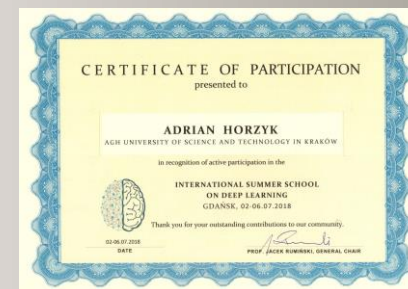 CERTIFICATE OF PARTICIPATION
presented to
ADRIAN HORZYK
AGH UNIVERSITY OF SCIENCE AND TECHNOLOGY IN KRAKÓW
in recognition of active participation in the
INTERNATIONAL SUMMER SCHOOL
ON DEEP LEARNING
GDAŃSK, 02-06.07.2018
Thank you for your outstanding contributions to our community.
02-06.07.2018
DATE
PROF. JACEK RUMIŃSKI, GENERAL CHAIR